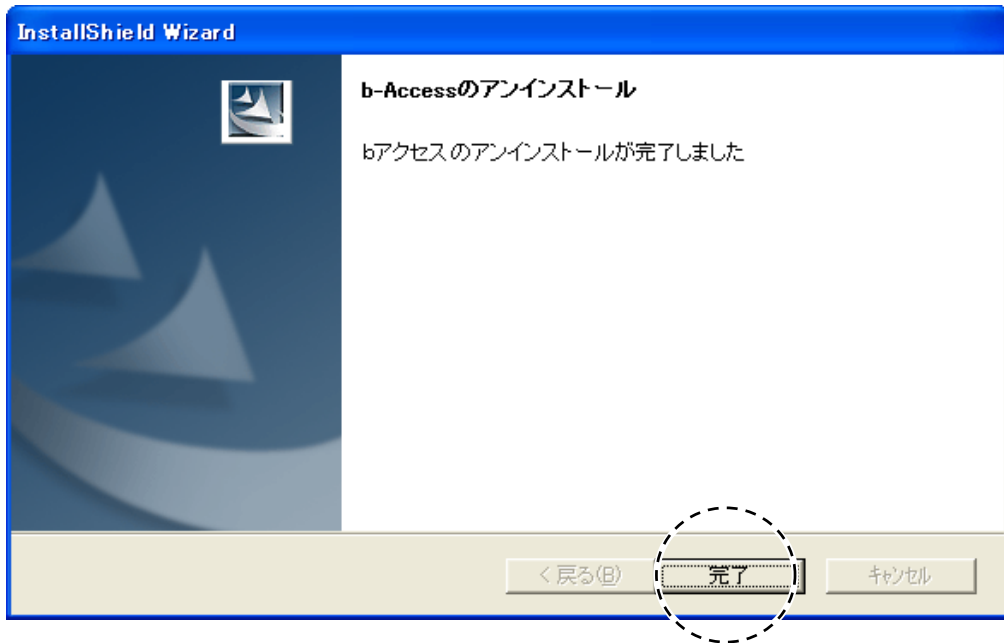 InstallShield Wizard
b-Accessのアンインストール
bアクセスのアンインストールが完了しました
< 戻る(B)
完了
キャンセル